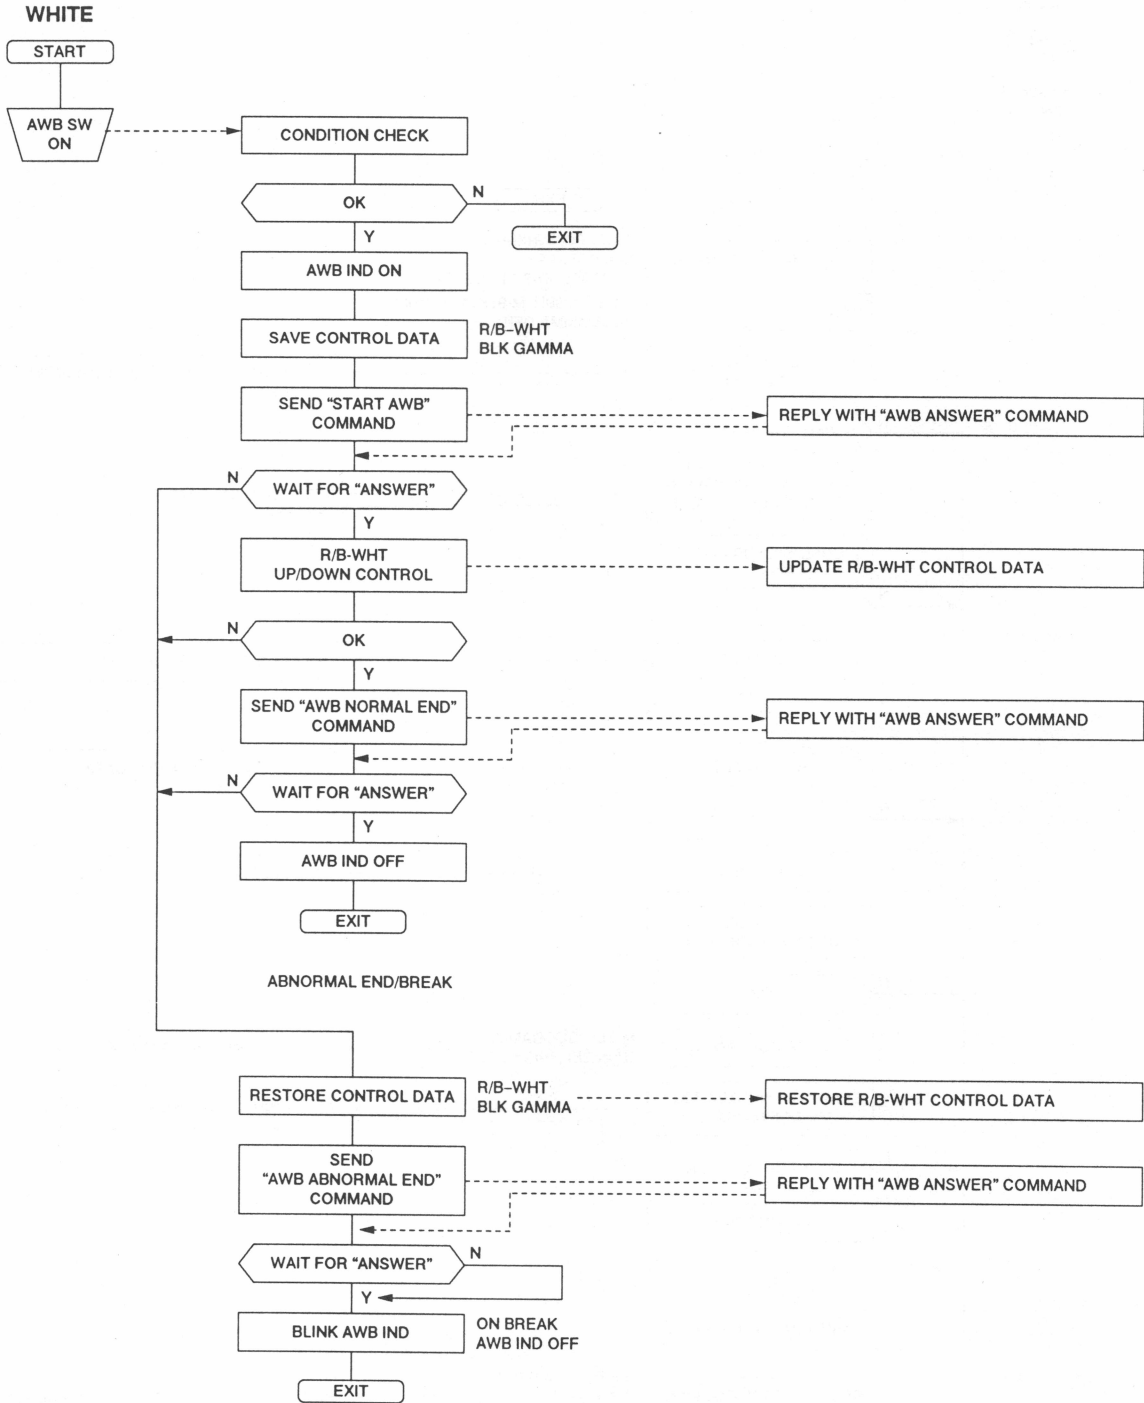 WHITE
START
AWB SW
ON
CONDITION CHECK
OK
N
Y
EXIT
AWB IND ON
SAVE CONTROL DATA
R/B–WHT
BLK GAMMA
SEND “START AWB”
COMMAND
REPLY WITH “AWB ANSWER” COMMAND
N
WAIT FOR “ANSWER”
Y
R/B-WHT
UP/DOWN CONTROL
UPDATE R/B-WHT CONTROL DATA
N
OK
Y
SEND “AWB NORMAL END”
COMMAND
REPLY WITH “AWB ANSWER” COMMAND
N
WAIT FOR “ANSWER”
Y
AWB IND OFF
EXIT
ABNORMAL END/BREAK
RESTORE CONTROL DATA
R/B–WHT
BLK GAMMA
RESTORE R/B-WHT CONTROL DATA
SEND
“AWB ABNORMAL END”
COMMAND
REPLY WITH “AWB ANSWER” COMMAND
WAIT FOR “ANSWER”
N
Y
BLINK AWB IND
ON BREAK
AWB IND OFF
EXIT